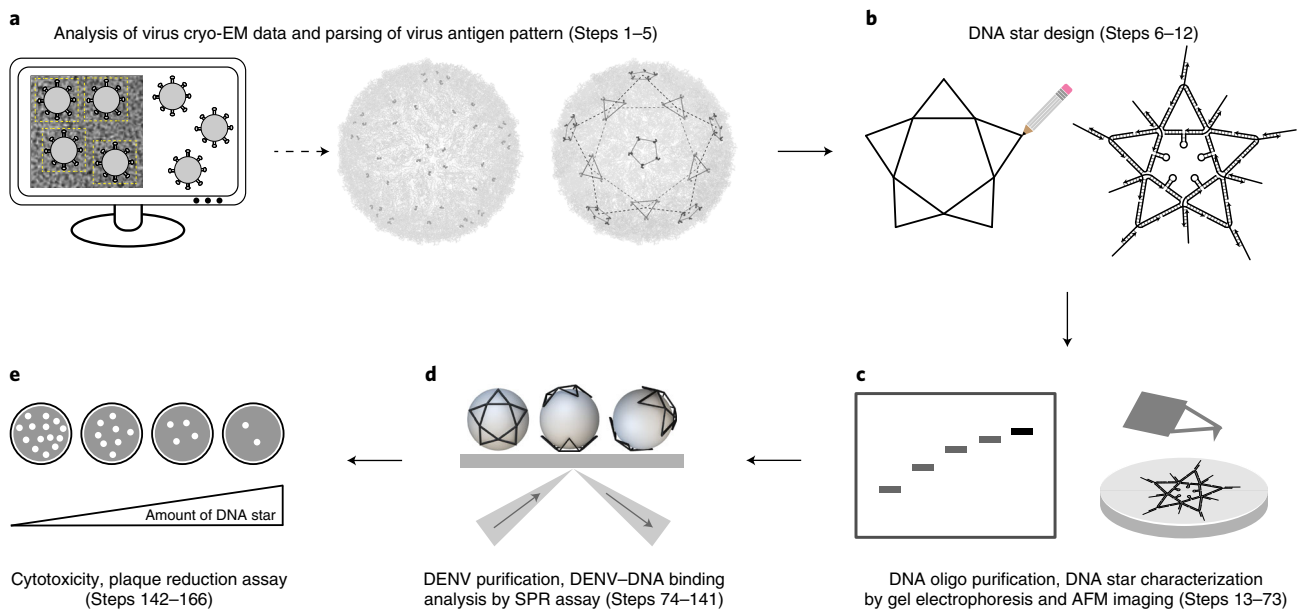 a
Analysis of virus cryo-EM data and parsing of virus antigen pattern (Steps 1–5)
b
DNA star design (Steps 6–12)
e
Amount of DNA star
Cytotoxicity, plaque reduction assay
(Steps 142–166)
d
DENV purification, DENV–DNA binding
analysis by SPR assay (Steps 74–141)
c
DNA oligo purification, DNA star characterization
by gel electrophoresis and AFM imaging (Steps 13–73)